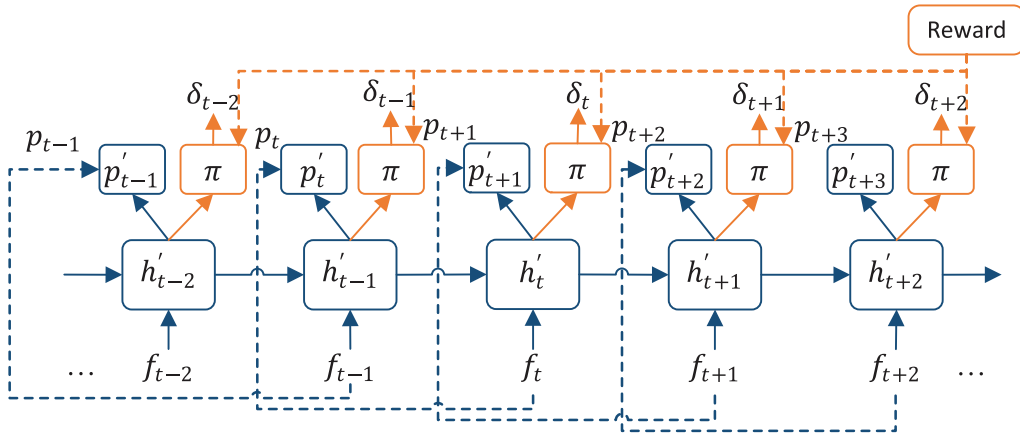 Reward
δ_{t−2} δ_{t−1} δ_t δ_{t+1} δ_{t+2}
p_{t−1} p_t p_{t+1} p_{t+2} p_{t+3}
p′_{t−1} π p′_t π p′_{t+1} π p′_{t+2} π p′_{t+3} π
h′_{t−2} h′_{t−1} h′_t h′_{t+1} h′_{t+2}
… f_{t−2} f_{t−1} f_t f_{t+1} f_{t+2} …